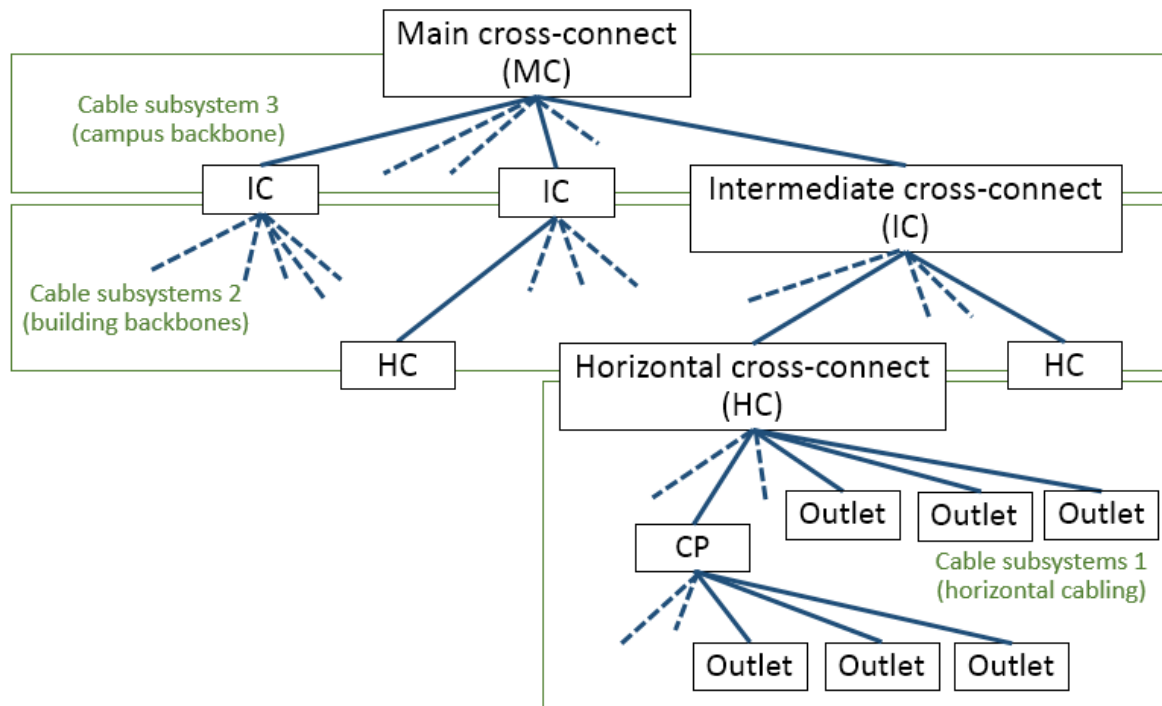 Main cross-connect
(MC)
Cable subsystem 3
(campus backbone)
IC
IC
Intermediate cross-connect
(IC)
Cable subsystems 2
(building backbones)
HC
Horizontal cross-connect
(HC)
HC
Outlet
Outlet
Outlet
CP
Cable subsystems 1
(horizontal cabling)
Outlet
Outlet
Outlet